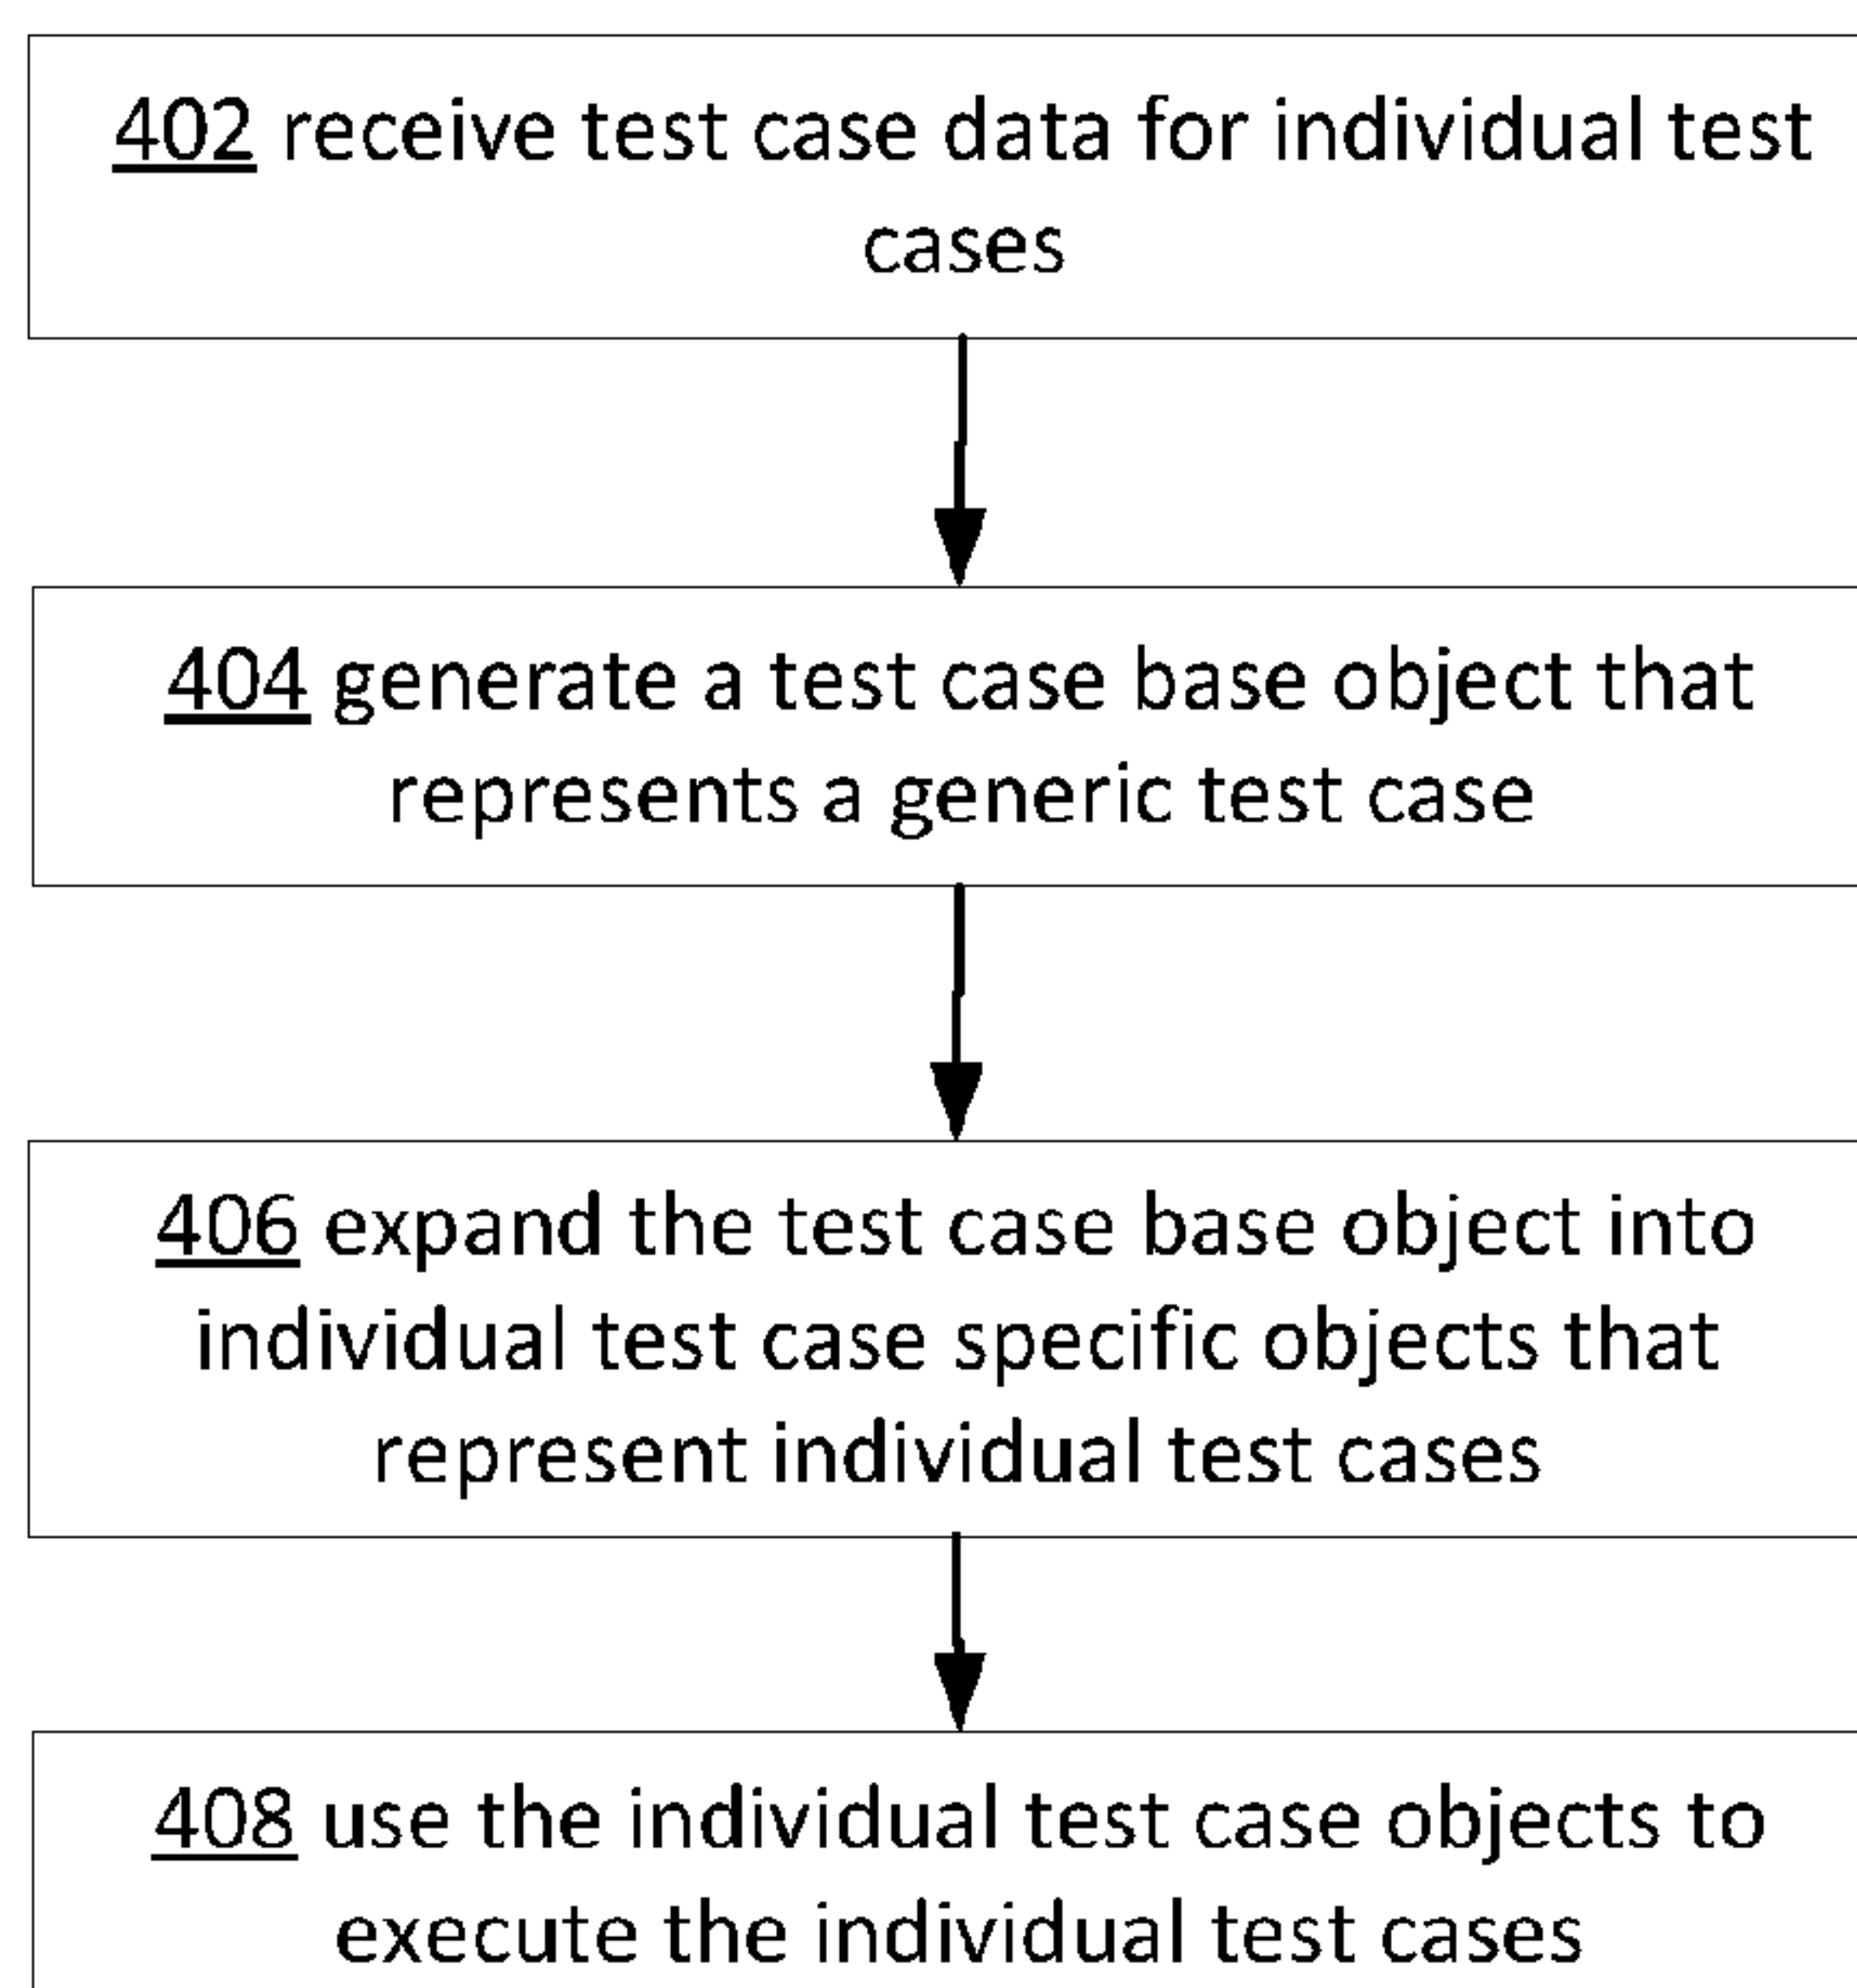 402 receive test case data for individual test
cases
404 generate a test case base object that
represents a generic test case
406 expand the test case base object into
individual test case specific objects that
represent individual test cases
408 use the individual test case objects to
execute the individual test cases